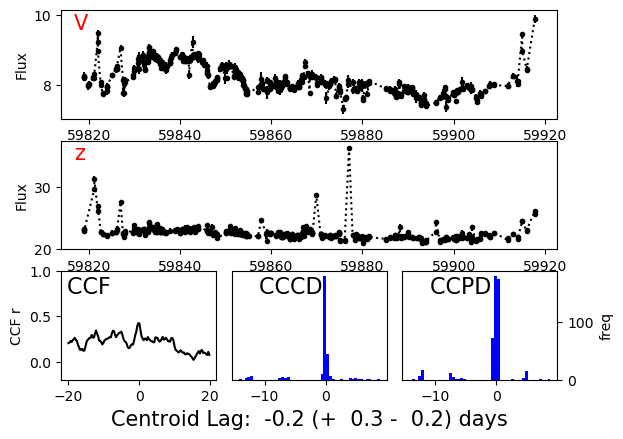 V
10
8
Flux
59820 59840 59860 59880 59900 59920
z
30
20
Flux
59820 59840 59860 59880 59900 59920
CCF CCCD CCPD
1.0
0.5
0.0
CCF r
100
0
freq
−20 0 20 −10 0 −10 0
Centroid Lag: -0.2 (+ 0.3 - 0.2) days